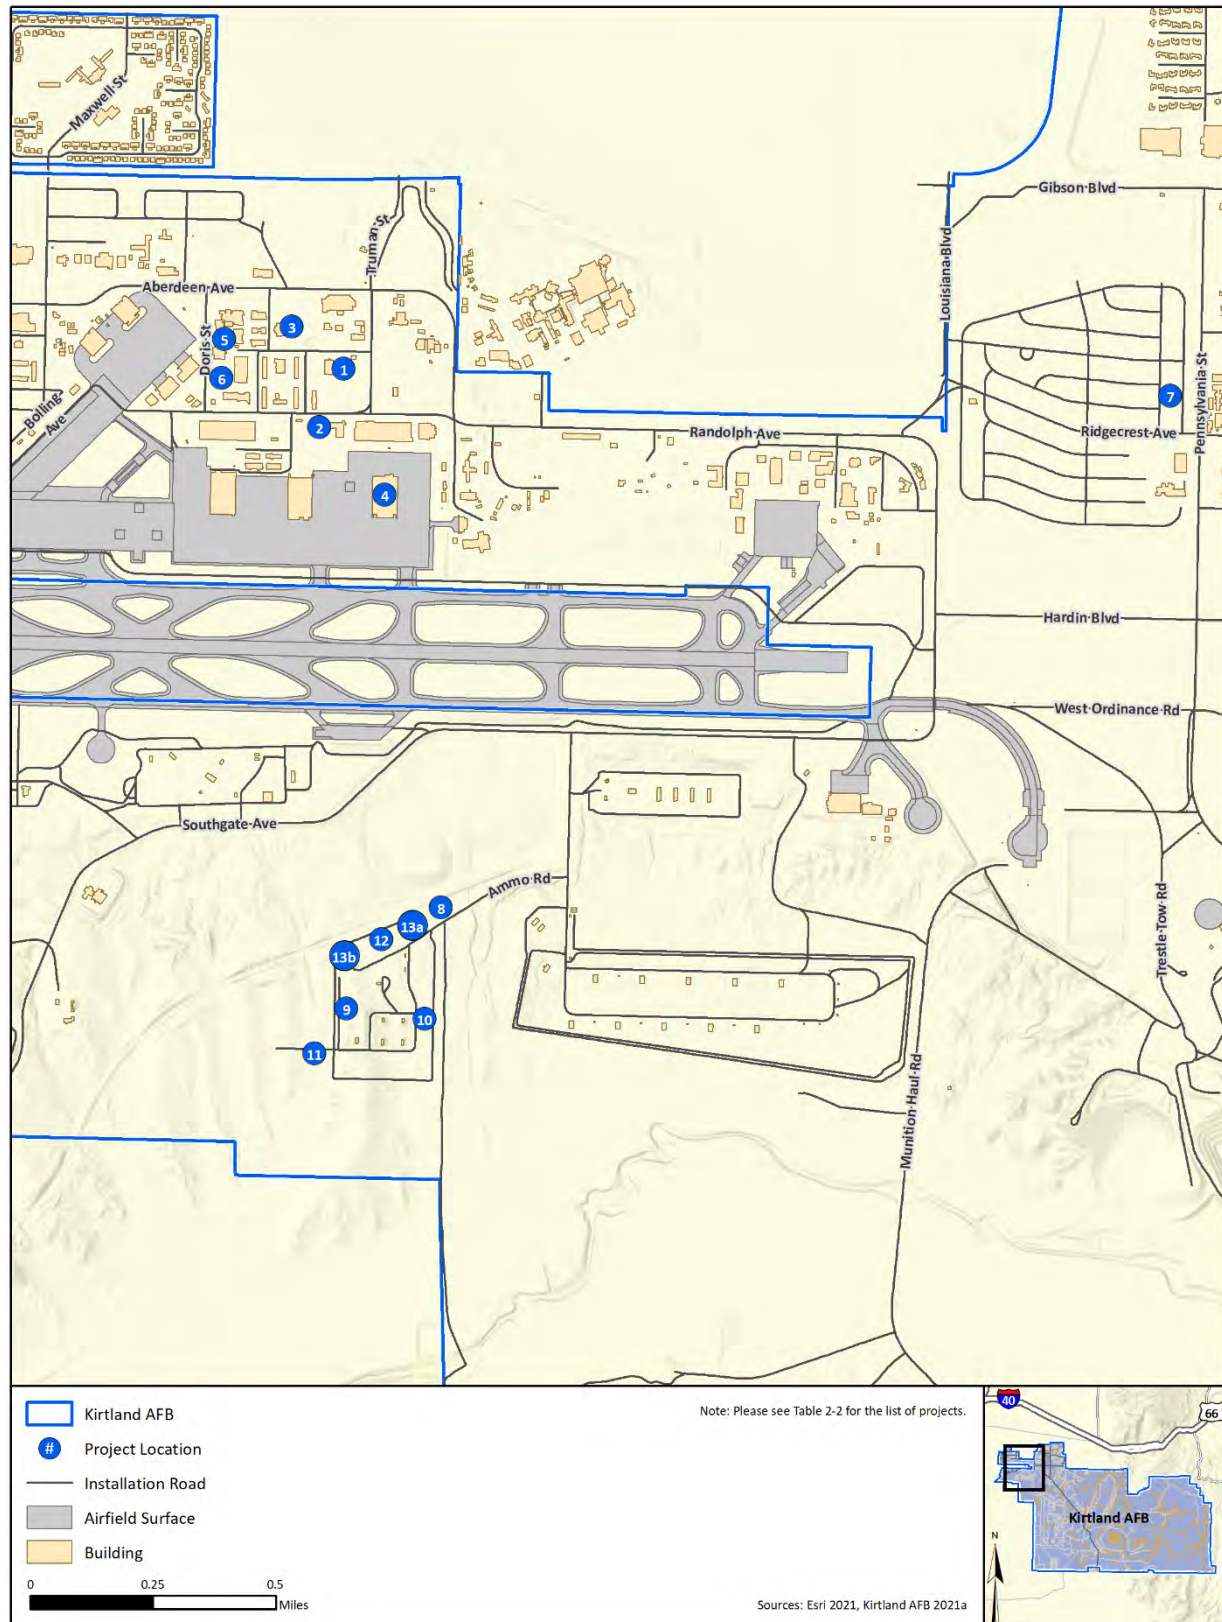 Maxwell St
Gibson Blvd
Truman St
Louisiana Blvd
Aberdeen Ave
3
5
Doris St
1
6
7
Pennsylvania St
Bolling
Ave
2
Randolph Ave
Ridgecrest Ave
4
Hardin Blvd
West Ordinance Rd
Southgate Ave
Ammo Rd
8
13a
12
13b
Trestle Tow Rd
9
10
11
Munition Haul Rd
Kirtland AFB
Note: Please see Table 2-2 for the list of projects.
# Project Location
Installation Road
Airfield Surface
Building
0 0.25 0.5
Miles
Sources: Esri 2021, Kirtland AFB 2021a
40
66
Kirtland AFB
N